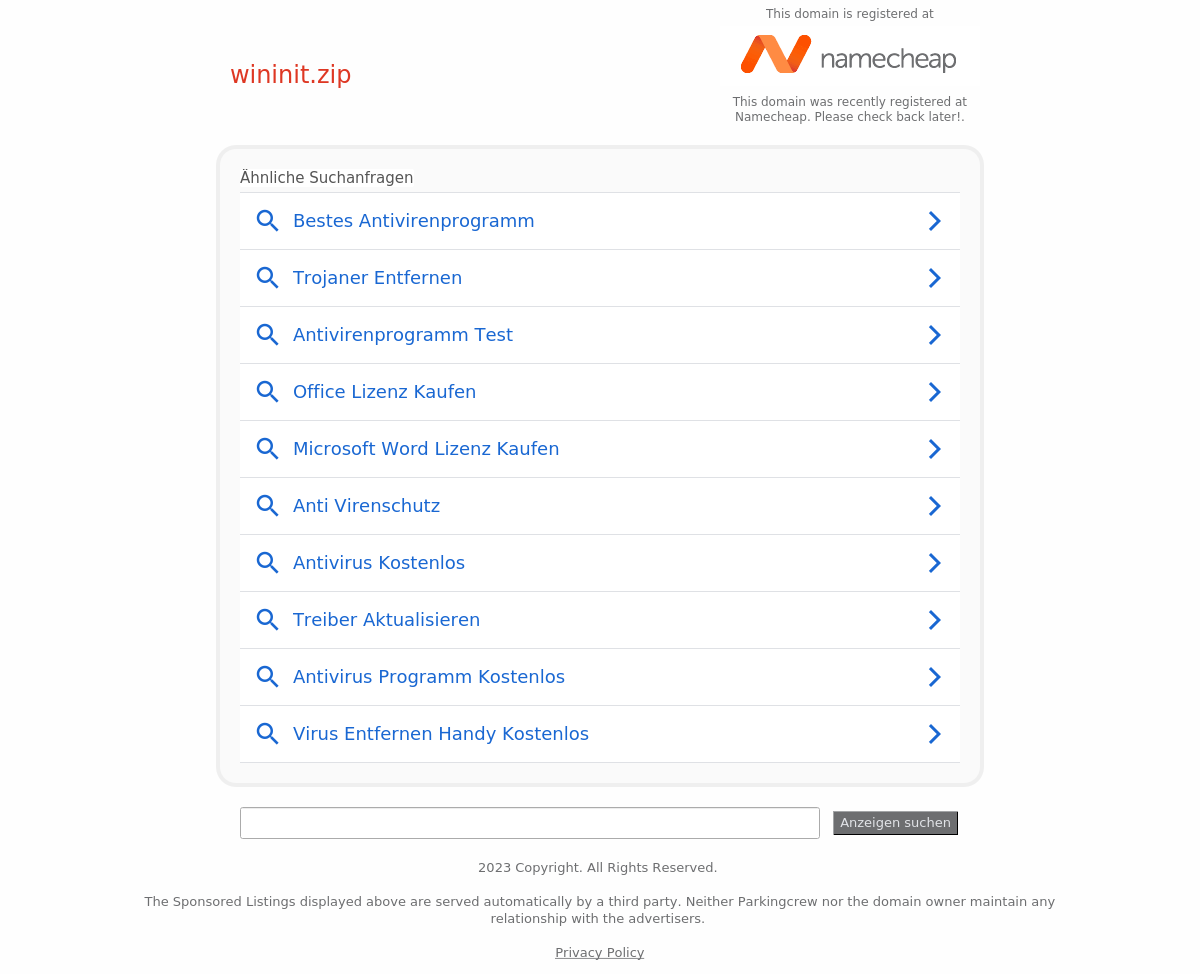 This domain is registered at
namecheap
wininit.zip
This domain was recently registered at
Namecheap. Please check back later!.
Ähnliche Suchanfragen
Bestes Antivirenprogramm
Trojaner Entfernen
Antivirenprogramm Test
Office Lizenz Kaufen
Microsoft Word Lizenz Kaufen
Anti Virenschutz
Antivirus Kostenlos
Treiber Aktualisieren
Antivirus Programm Kostenlos
Virus Entfernen Handy Kostenlos
Anzeigen suchen
2023 Copyright. All Rights Reserved.
The Sponsored Listings displayed above are served automatically by a third party. Neither Parkingcrew nor the domain owner maintain any
relationship with the advertisers.
Privacy Policy